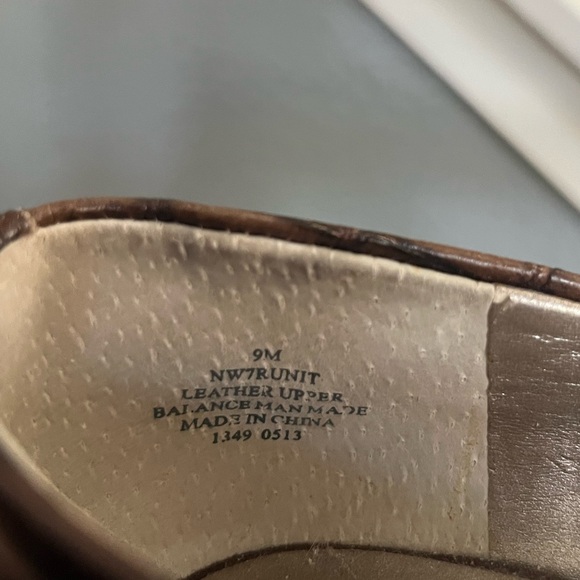 9M
NW7RUNIT
LEATHER UPPER
BALANCE MAN MADE
MADE IN CHINA
1349 0513